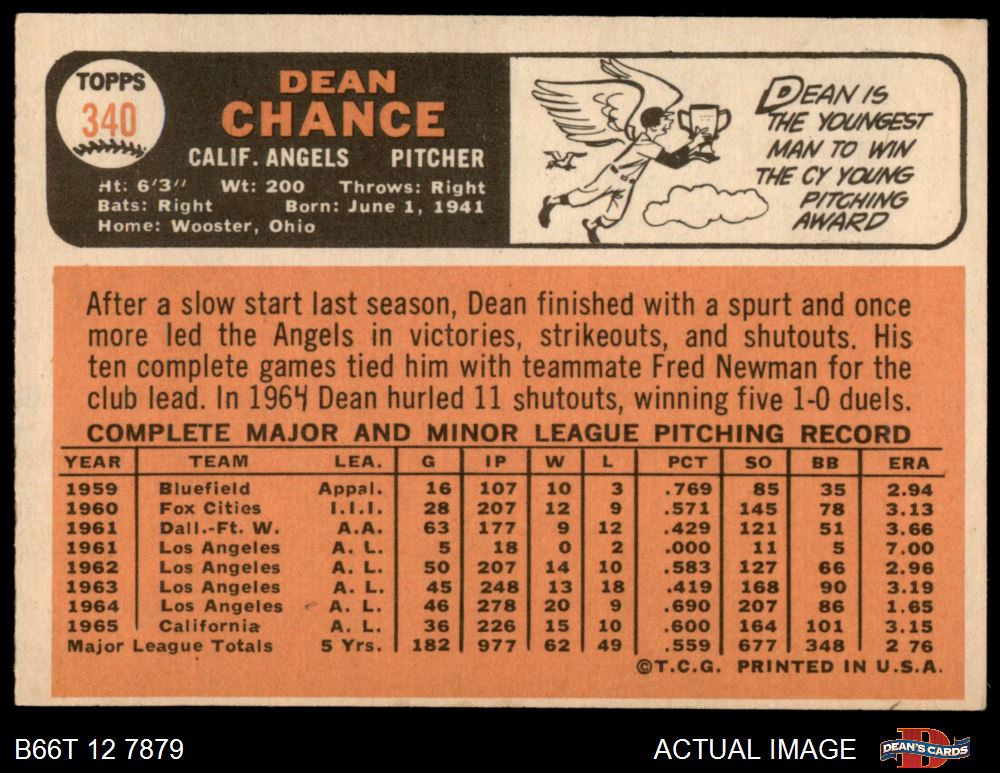 TOPPS
340
DEAN
CHANCE
CALIF. ANGELS PITCHER
Ht: 6'3" Wt: 200 Throws: Right
Bats: Right Born: June 1, 1941
Home: Wooster, Ohio
DEAN IS
THE YOUNGEST
MAN TO WIN
THE CY YOUNG
PITCHING
AWARD
After a slow start last season, Dean finished with a spurt and once
more led the Angels in victories, strikeouts, and shutouts. His
ten complete games tied him with teammate Fred Newman for the
club lead. In 1964 Dean hurled 11 shutouts, winning five 1-0 duels.
COMPLETE MAJOR AND MINOR LEAGUE PITCHING RECORD
YEAR TEAM LEA. G IP W L PCT SO BB ERA
1959 Bluefield Appal. 16 107 10 3 .769 85 35 2.94
1960 Fox Cities I.I.I. 28 207 12 9 .571 145 78 3.13
1961 Dall.-Ft. W. A.A. 63 177 9 12 .429 121 51 3.66
1961 Los Angeles A. L. 5 18 0 2 .000 11 5 7.00
1962 Los Angeles A. L. 50 207 14 10 .583 127 66 2.96
1963 Los Angeles A. L. 45 248 13 18 .419 168 90 3.19
1964 Los Angeles A. L. 46 278 20 9 .690 207 86 1.65
1965 California A. L. 36 226 15 10 .600 164 101 3.15
Major League Totals 5 Yrs. 182 977 62 49 .559 677 348 2 76
©T.C.G. PRINTED IN U.S.A.
B66T 12 7879
ACTUAL IMAGE
DEAN'S CARDS